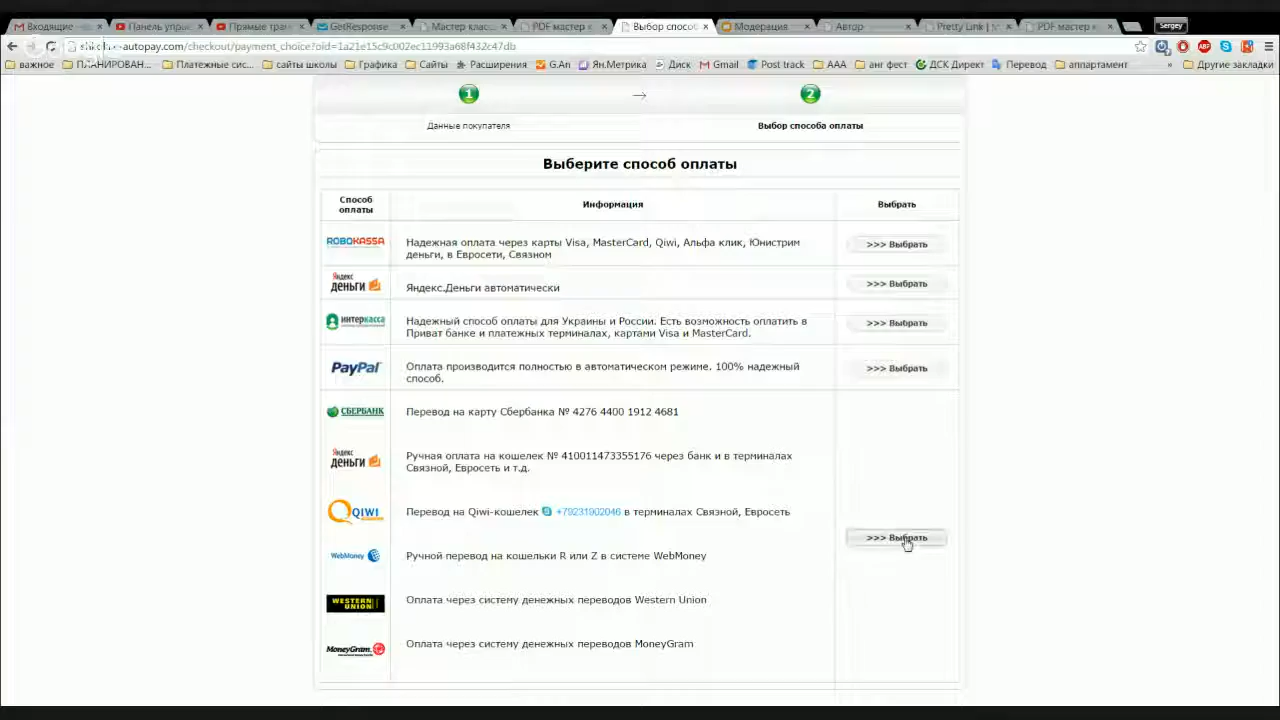 Входящие
Панель упра
Прямые тран
GetResponse
Мастер клас
PDF мастер к
Выбор спосо
Модерация
Автор
Pretty Link | М
PDF мастер к
Sergey
autopay.com/checkout/payment_choice?oid=1a21e15c9c002ec11993a68f432c47db
важное
ПЛАНИРОВАН...
Платежные сис...
сайты школы
Графика
Сайты
Расширения
G.An
Ян.Метрика
Диск
Gmail
Post track
ААА
анг фест
ДСК Директ
Перевод
аппартамент
»
Другие закладки
1
→
2
Данные покупателя
Выбор способа оплаты
Выберите способ оплаты
Способ
оплаты
Информация
Выбрать
ROBOKASSA
Надежная оплата через карты Visa, MasterCard, Qiwi, Альфа клик, Юнистрим
деньги, в Евросети, Связном
>>> Выбрать
Яндекс
деньги
Яндекс.Деньги автоматически
>>> Выбрать
интеркасса
Надежный способ оплаты для Украины и России. Есть возможность оплатить в
Приват банке и платежных терминалах, картами Visa и MasterCard.
>>> Выбрать
PayPal
Оплата производится полностью в автоматическом режиме. 100% надежный
способ.
>>> Выбрать
СБЕРБАНК
Перевод на карту Сбербанка № 4276 4400 1912 4681
Яндекс
деньги
Ручная оплата на кошелек № 410011473355176 через банк и в терминалах
Связной, Евросеть и т.д.
QIWI
Перевод на Qiwi-кошелек +79231902046 в терминалах Связной, Евросеть
>>> Выбрать
WebMoney
Ручной перевод на кошельки R или Z в системе WebMoney
WESTERN
UNION
Оплата через систему денежных переводов Western Union
MoneyGram
Оплата через систему денежных переводов MoneyGram